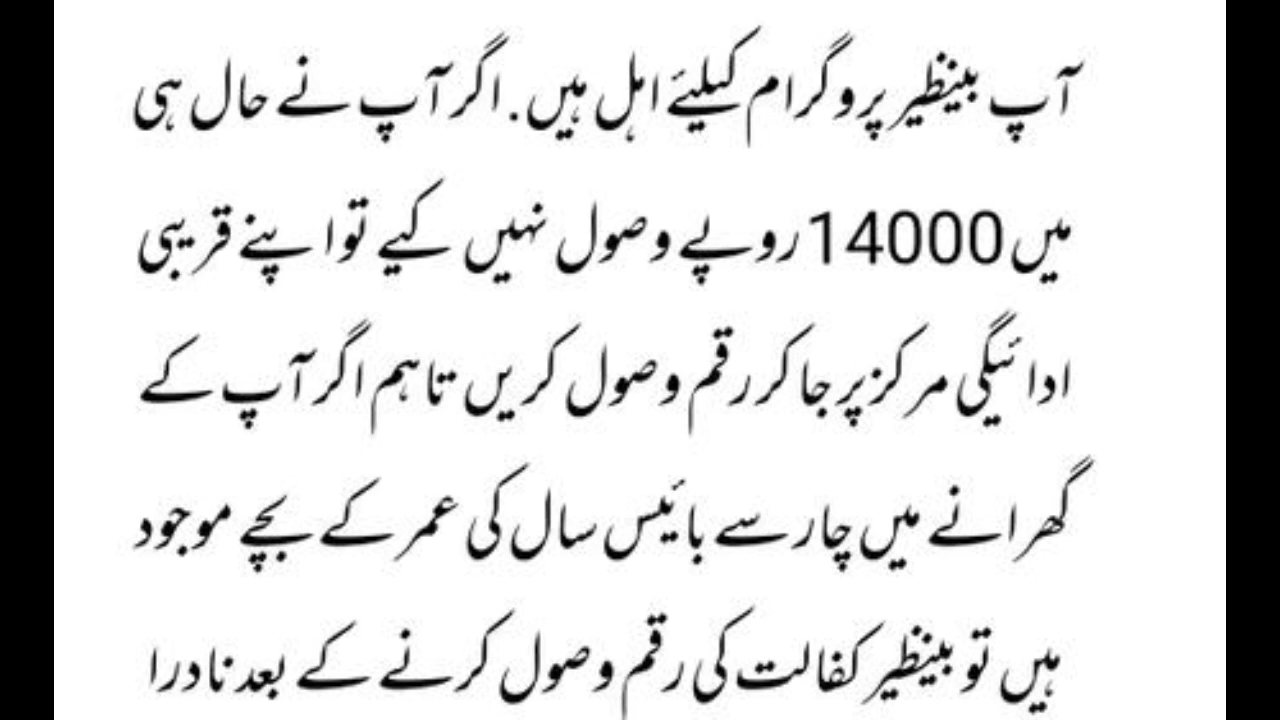 آپ بینظیر پروگرام کیلیئے اہل ہیں. اگر آپ نے حال ہی
میں 14000 روپے وصول نہیں کیے تو اپنے قریبی
ادائیگی مرکز پر جا کر رقم وصول کریں تاہم اگر آپ کے
گھرانے میں چار سے بائیس سال کی عمر کے بچے موجود
ہیں تو بینظیر کفالت کی رقم وصول کرنے کے بعد نادرا